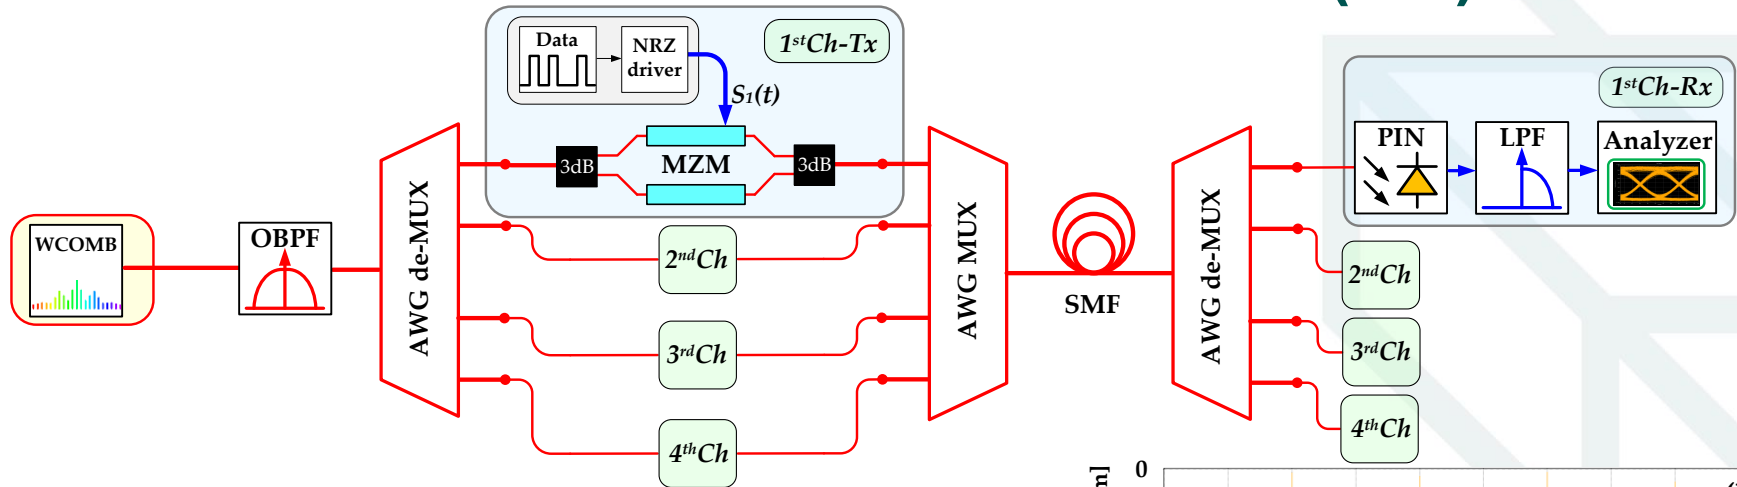 Data
NRZ
driver
1stCh-Tx
S1(t)
3dB
MZM
3dB
WCOMB
OBPF
AWG de-MUX
2ndCh
3rdCh
4thCh
AWG MUX
SMF
AWG de-MUX
1stCh-Rx
PIN
LPF
Analyzer
2ndCh
3rdCh
4thCh
0